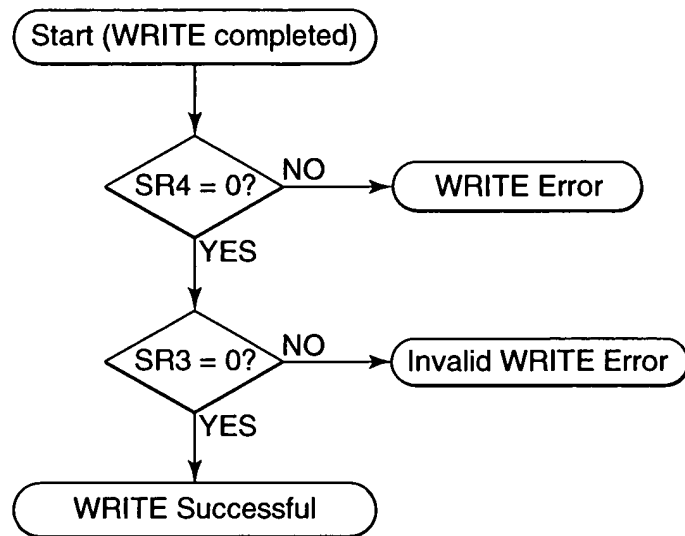 Start (WRITE completed)
SR4 = 0?
NO
WRITE Error
YES
SR3 = 0?
NO
Invalid WRITE Error
YES
WRITE Successful